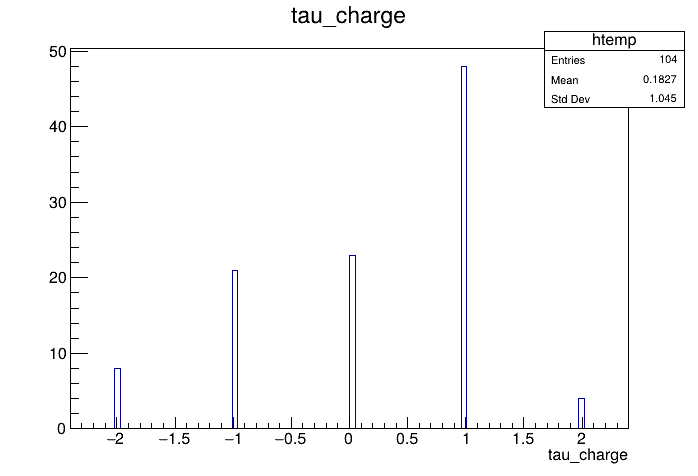 tau_charge
htemp
Entries 104
Mean 0.1827
Std Dev 1.045
50
40
30
20
10
0
−2 −1.5 −1 −0.5 0 0.5 1 1.5 2
tau_charge